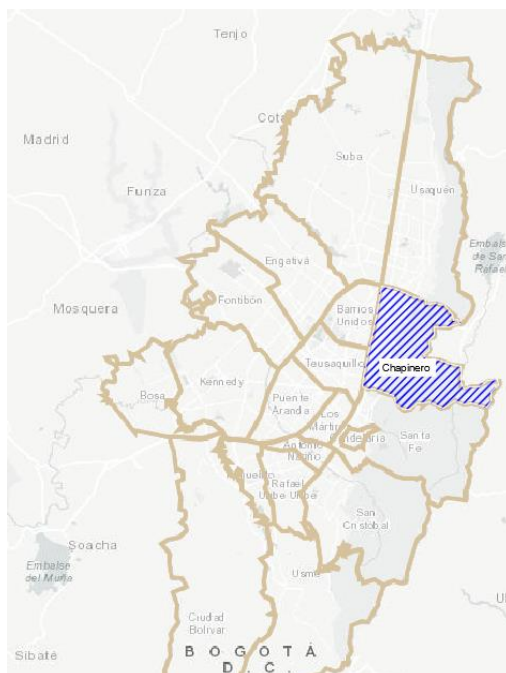 Tenjo
Cota
Madrid
Suba
Usaquén
Funza
Embalse
de San
Rafael
Engativá
Fontibón
Mosquera
Barrios
Unidos
Chapinero
Teusaquillo
Kennedy
Bosa
Puente
Aranda
Los
Mártir
Candelaria
Santa
Fe
Antonio
Nariño
Rafael
Uribe Uribe
San
Cristóbal
Soacha
Embalse
del Muña
Usme
Ciudad
Bolívar
BOGOTÁ
D.C.
Sibaté